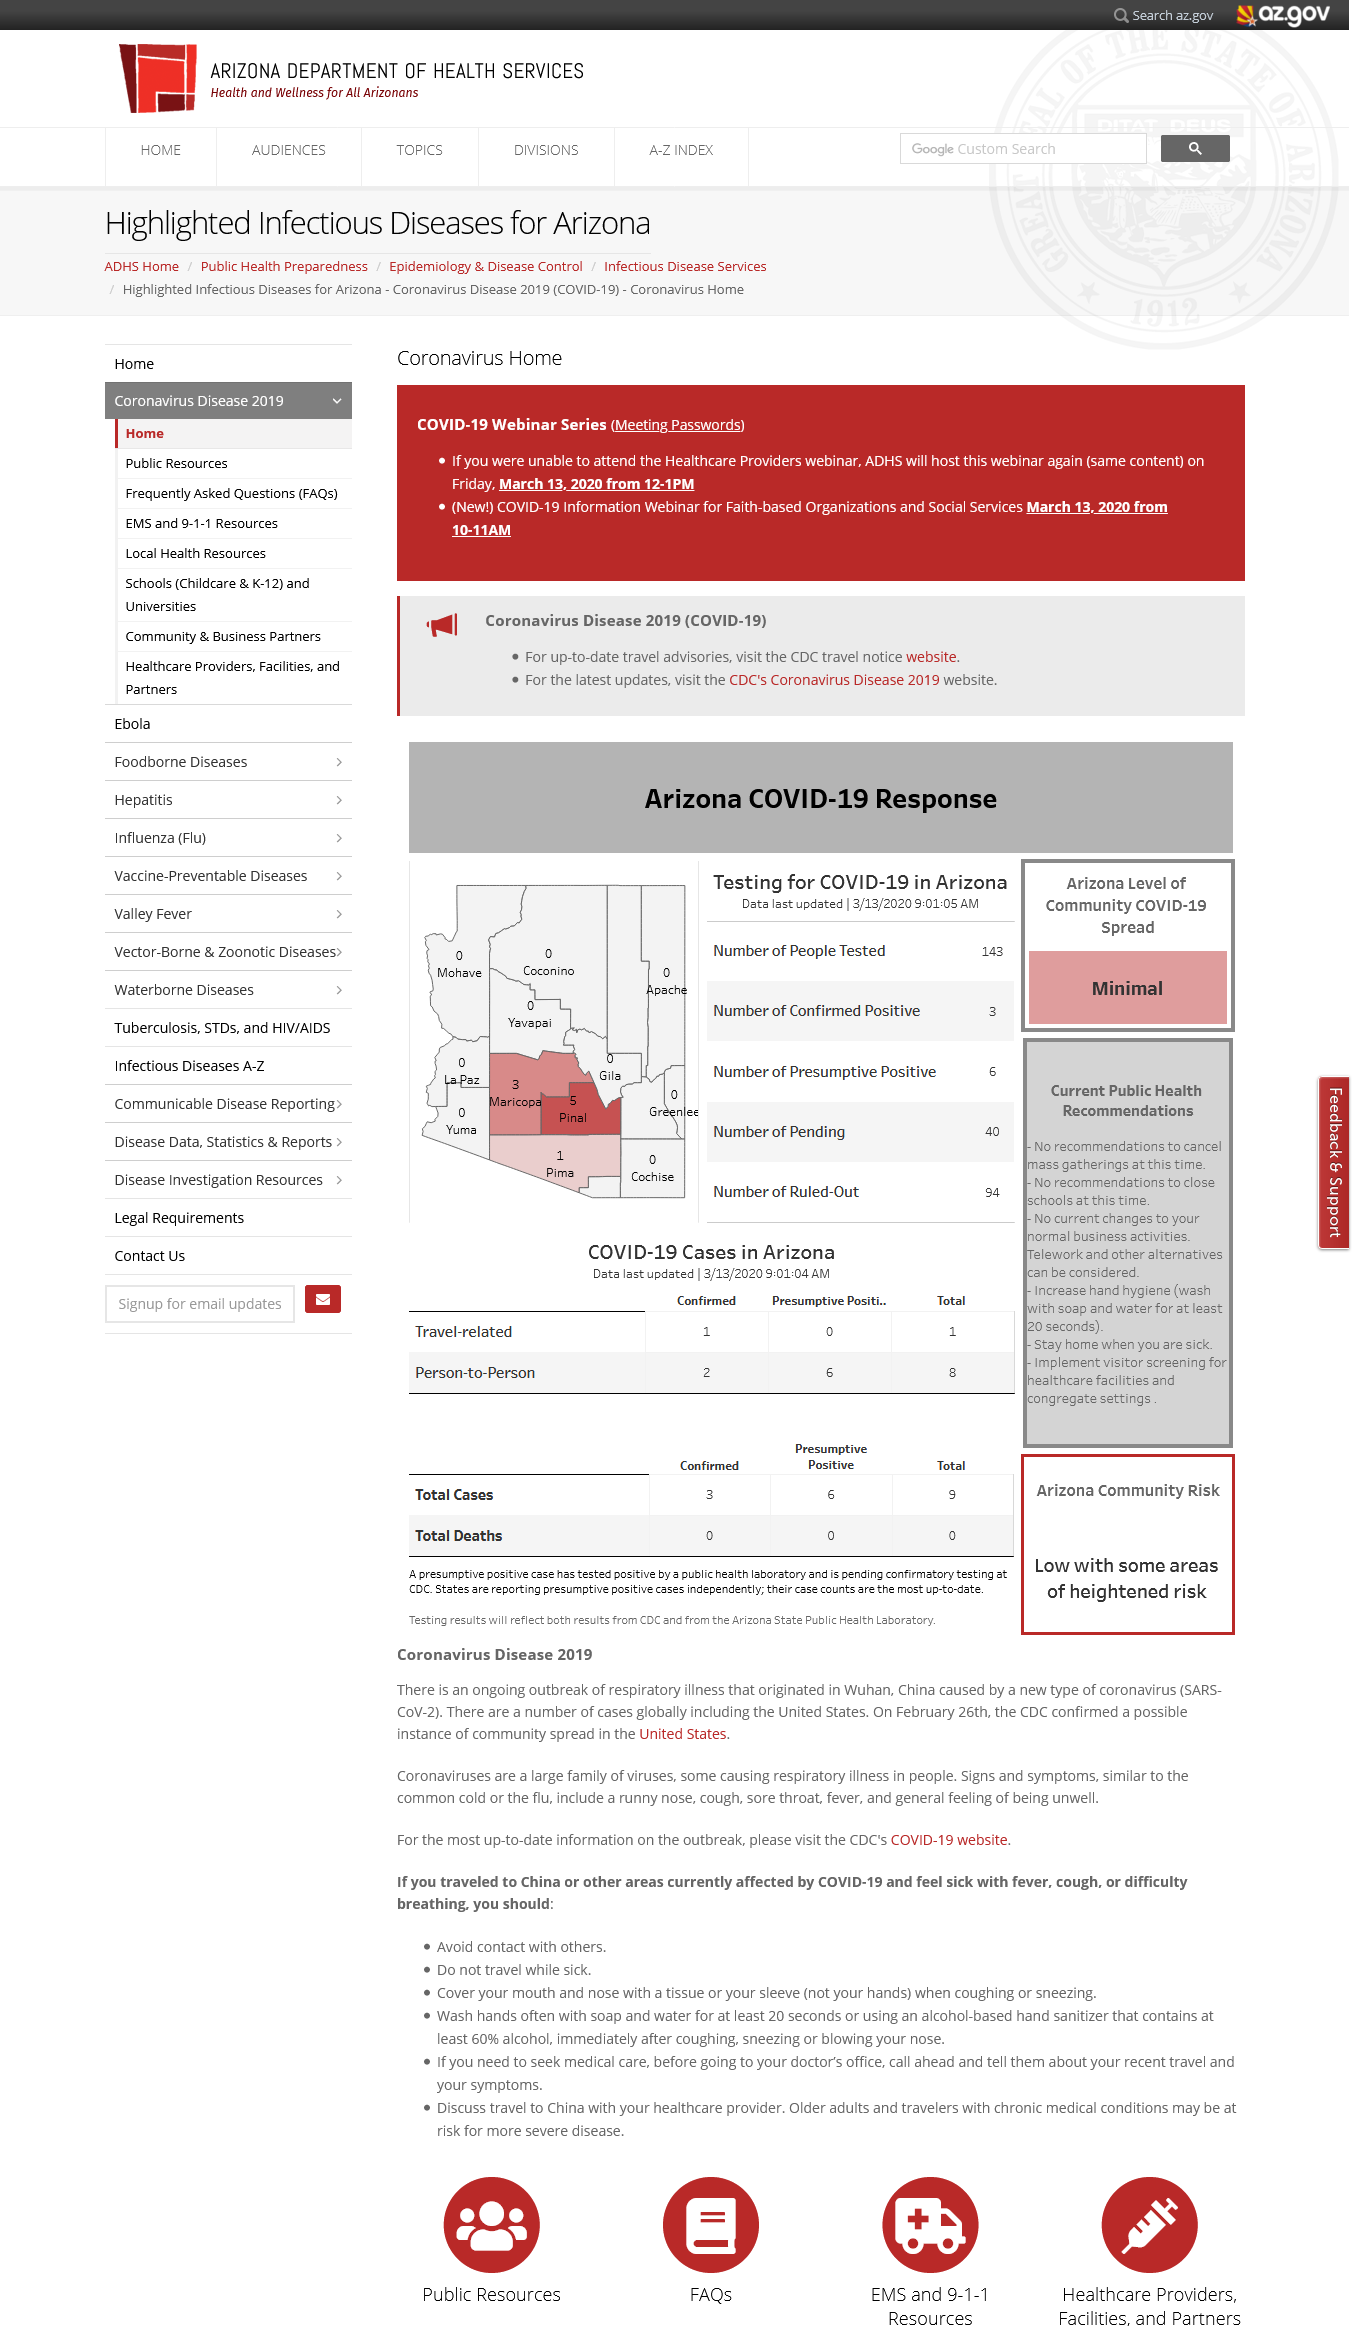 Search az.gov
az.gov
ARIZONA DEPARTMENT OF HEALTH SERVICES
Health and Wellness for All Arizonans
HOME
AUDIENCES
TOPICS
DIVISIONS
A-Z INDEX
Google Custom Search
GREAT SEAL OF THE STATE OF ARIZONA
DITAT DEUS
1912
Highlighted Infectious Diseases for Arizona
ADHS Home / Public Health Preparedness / Epidemiology & Disease Control / Infectious Disease Services
/ Highlighted Infectious Diseases for Arizona - Coronavirus Disease 2019 (COVID-19) - Coronavirus Home
Home
Coronavirus Disease 2019
Home
Public Resources
Frequently Asked Questions (FAQs)
EMS and 9-1-1 Resources
Local Health Resources
Schools (Childcare & K-12) and
Universities
Community & Business Partners
Healthcare Providers, Facilities, and
Partners
Ebola
Foodborne Diseases
Hepatitis
Influenza (Flu)
Vaccine-Preventable Diseases
Valley Fever
Vector-Borne & Zoonotic Diseases
Waterborne Diseases
Tuberculosis, STDs, and HIV/AIDS
Infectious Diseases A-Z
Communicable Disease Reporting
Disease Data, Statistics & Reports
Disease Investigation Resources
Legal Requirements
Contact Us
Signup for email updates
Coronavirus Home
COVID-19 Webinar Series (Meeting Passwords)
• If you were unable to attend the Healthcare Providers webinar, ADHS will host this webinar again (same content) on
Friday, March 13, 2020 from 12-1PM
• (New!) COVID-19 Information Webinar for Faith-based Organizations and Social Services March 13, 2020 from
10-11AM
Coronavirus Disease 2019 (COVID-19)
• For up-to-date travel advisories, visit the CDC travel notice website.
• For the latest updates, visit the CDC's Coronavirus Disease 2019 website.
Arizona COVID-19 Response
0
Mohave
0
Coconino
0
Apache
0
Yavapai
0
La Paz
0
Gila
3
Maricopa
5
Pinal
0
Greenlee
0
Yuma
1
Pima
0
Cochise
Testing for COVID-19 in Arizona
Data last updated | 3/13/2020 9:01:05 AM
Number of People Tested 143
Number of Confirmed Positive 3
Number of Presumptive Positive 6
Number of Pending 40
Number of Ruled-Out 94
Arizona Level of
Community COVID-19
Spread
Minimal
Current Public Health
Recommendations
- No recommendations to cancel
mass gatherings at this time.
- No recommendations to close
schools at this time.
- No current changes to your
normal business activities.
Telework and other alternatives
can be considered.
- Increase hand hygiene (wash
with soap and water for at least
20 seconds).
- Stay home when you are sick.
- Implement visitor screening for
healthcare facilities and
congregate settings .
Arizona Community Risk
Low with some areas
of heightened risk
Feedback & Support
COVID-19 Cases in Arizona
Data last updated | 3/13/2020 9:01:04 AM
Confirmed Presumptive Positi.. Total
Travel-related 1 0 1
Person-to-Person 2 6 8
Confirmed Presumptive
Positive Total
Total Cases 3 6 9
Total Deaths 0 0 0
A presumptive positive case has tested positive by a public health laboratory and is pending confirmatory testing at
CDC. States are reporting presumptive positive cases independently; their case counts are the most up-to-date.
Testing results will reflect both results from CDC and from the Arizona State Public Health Laboratory.
Coronavirus Disease 2019
There is an ongoing outbreak of respiratory illness that originated in Wuhan, China caused by a new type of coronavirus (SARS-
CoV-2). There are a number of cases globally including the United States. On February 26th, the CDC confirmed a possible
instance of community spread in the United States.
Coronaviruses are a large family of viruses, some causing respiratory illness in people. Signs and symptoms, similar to the
common cold or the flu, include a runny nose, cough, sore throat, fever, and general feeling of being unwell.
For the most up-to-date information on the outbreak, please visit the CDC's COVID-19 website.
If you traveled to China or other areas currently affected by COVID-19 and feel sick with fever, cough, or difficulty
breathing, you should:
• Avoid contact with others.
• Do not travel while sick.
• Cover your mouth and nose with a tissue or your sleeve (not your hands) when coughing or sneezing.
• Wash hands often with soap and water for at least 20 seconds or using an alcohol-based hand sanitizer that contains at
least 60% alcohol, immediately after coughing, sneezing or blowing your nose.
• If you need to seek medical care, before going to your doctor’s office, call ahead and tell them about your recent travel and
your symptoms.
• Discuss travel to China with your healthcare provider. Older adults and travelers with chronic medical conditions may be at
risk for more severe disease.
Public Resources
FAQs
EMS and 9-1-1
Resources
Healthcare Providers,
Facilities, and Partners